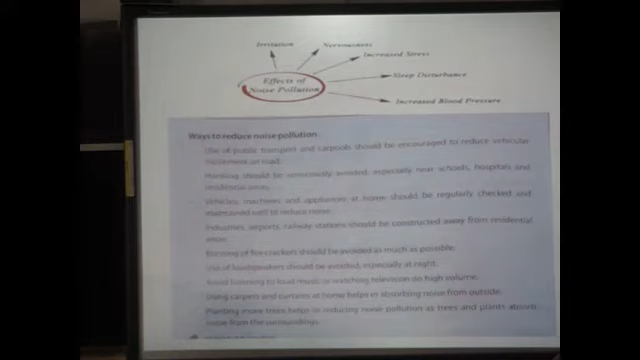 Irritation
Nervousness
Increased Stress
Sleep Disturbance
Increased Blood Pressure
Effects of
Noise Pollution
Ways to reduce noise pollution
Use of public transport and carpools should be encouraged to reduce vehicular
movement on road.
Honking should be consciously avoided, especially near schools, hospitals and
residential areas.
Vehicles, machines and appliances at home should be regularly checked and
maintained well to reduce noise.
Industries, airports, railway stations should be constructed away from residential
areas.
Burning of firecrackers should be avoided as much as possible.
Use of loudspeakers should be avoided, especially at night.
Avoid listening to loud music or watching television on high volume.
Using carpets and curtains at home helps in absorbing noise from outside.
Planting more trees helps in reducing noise pollution as trees and plants absorb
noise from the surroundings.